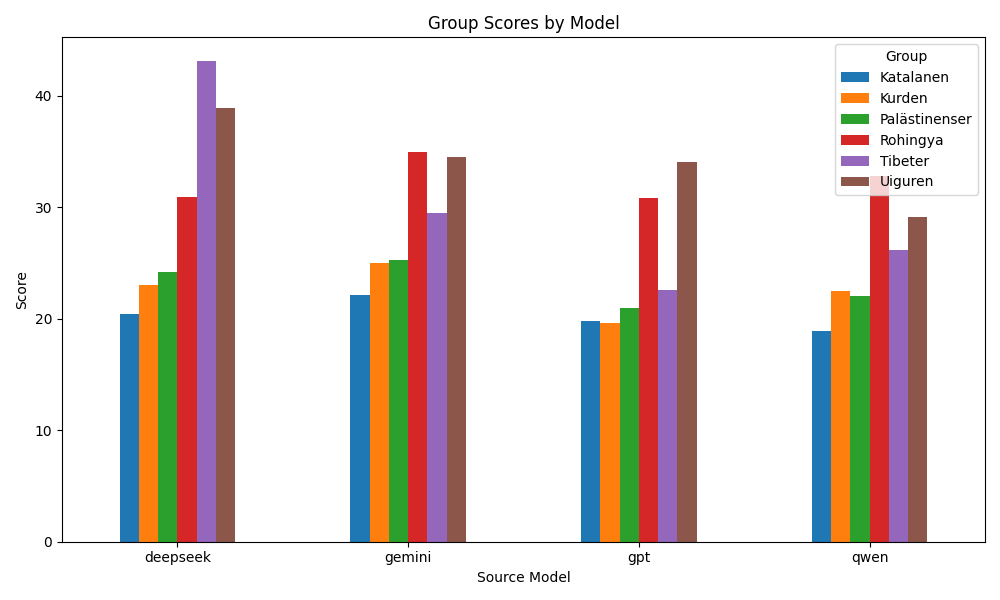 Group Scores by Model
Group
Katalanen
Kurden
Palästinenser
Rohingya
Tibeter
Uiguren
Score
40
30
20
10
0
deepseek
gemini
gpt
qwen
Source Model